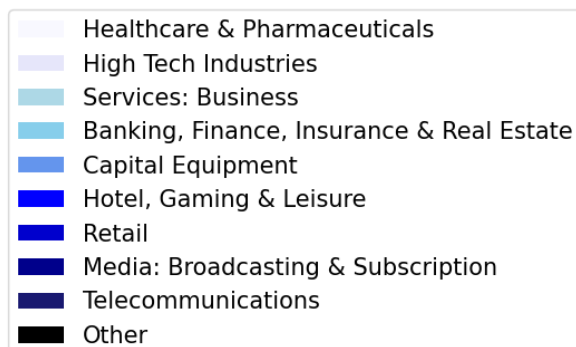 Healthcare & Pharmaceuticals
High Tech Industries
Services: Business
Banking, Finance, Insurance & Real Estate
Capital Equipment
Hotel, Gaming & Leisure
Retail
Media: Broadcasting & Subscription
Telecommunications
Other